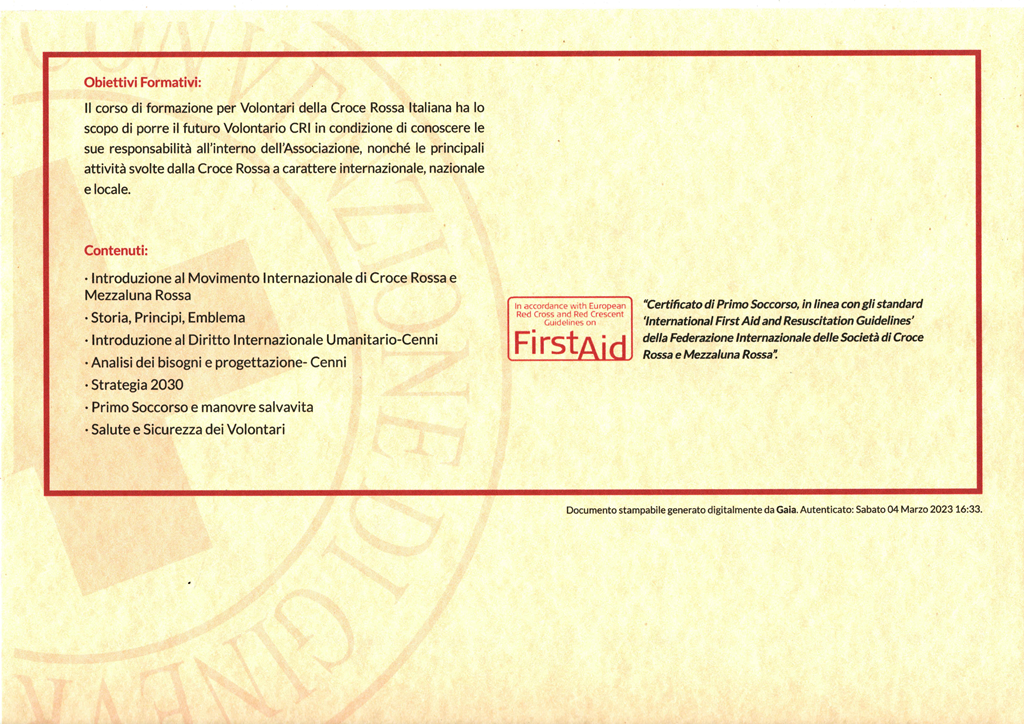 CONVENZIONE DI GINEVRA
Obiettivi Formativi:
Il corso di formazione per Volontari della Croce Rossa Italiana ha lo
scopo di porre il futuro Volontario CRI in condizione di conoscere le
sue responsabilità all'interno dell'Associazione, nonché le principali
attività svolte dalla Croce Rossa a carattere internazionale, nazionale
e locale.
Contenuti:
· Introduzione al Movimento Internazionale di Croce Rossa e
Mezzaluna Rossa
· Storia, Principi, Emblema
· Introduzione al Diritto Internazionale Umanitario-Cenni
· Analisi dei bisogni e progettazione- Cenni
· Strategia 2030
· Primo Soccorso e manovre salvavita
· Salute e Sicurezza dei Volontari
In accordance with European
Red Cross and Red Crescent
Guidelines on
FirstAid
"Certificato di Primo Soccorso, in linea con gli standard
'International First Aid and Resuscitation Guidelines'
della Federazione Internazionale delle Società di Croce
Rossa e Mezzaluna Rossa".
Documento stampabile generato digitalmente da Gaia. Autenticato: Sabato 04 Marzo 2023 16:33.